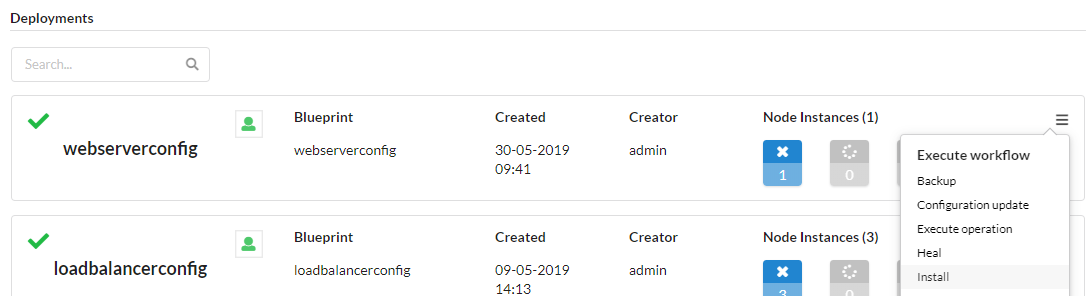 Deployments
Search...
webserverconfig
Blueprint
webserverconfig
Created
30-05-2019
09:41
Creator
admin
Node Instances (1)
1
0
Execute workflow
Backup
Configuration update
Execute operation
Heal
Install
loadbalancerconfig
Blueprint
loadbalancerconfig
Created
09-05-2019
14:13
Creator
admin
Node Instances (3)
3
0